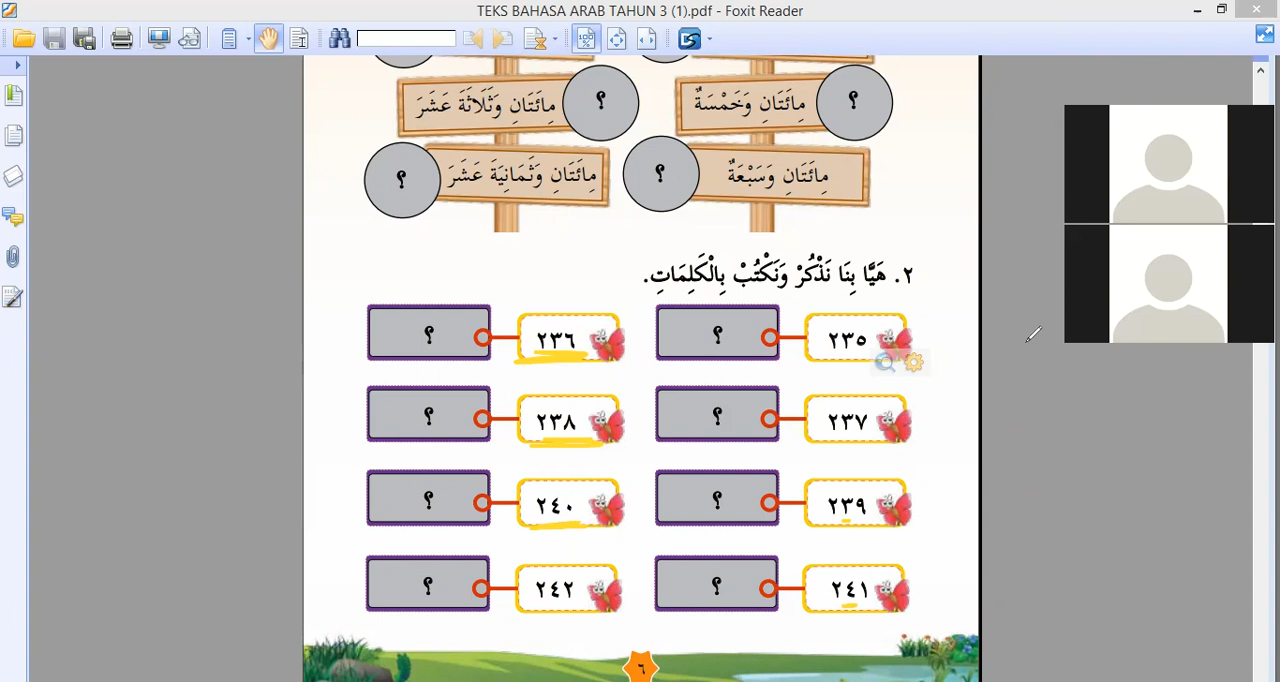 TEKS BAHASA ARAB TAHUN 3 (1).pdf - Foxit Reader
؟ مِائَتَانِ وَخَمْسَةٌ
؟ مِائَتَانِ وَثَلَاثَةَ عَشَرَ
مِائَتَانِ وَسَبْعَةٌ ؟
مِائَتَانِ وَثَمَانِيَةَ عَشَرَ ؟
٢. هَيَّا بِنَا نَذْكُرْ وَنَكْتُبْ بِالْكَلِمَاتِ.
٢٣٥ ؟ ٢٣٦ ؟
٢٣٧ ؟ ٢٣٨ ؟
٢٣٩ ؟ ٢٤٠ ؟
٢٤١ ؟ ٢٤٢ ؟
٦